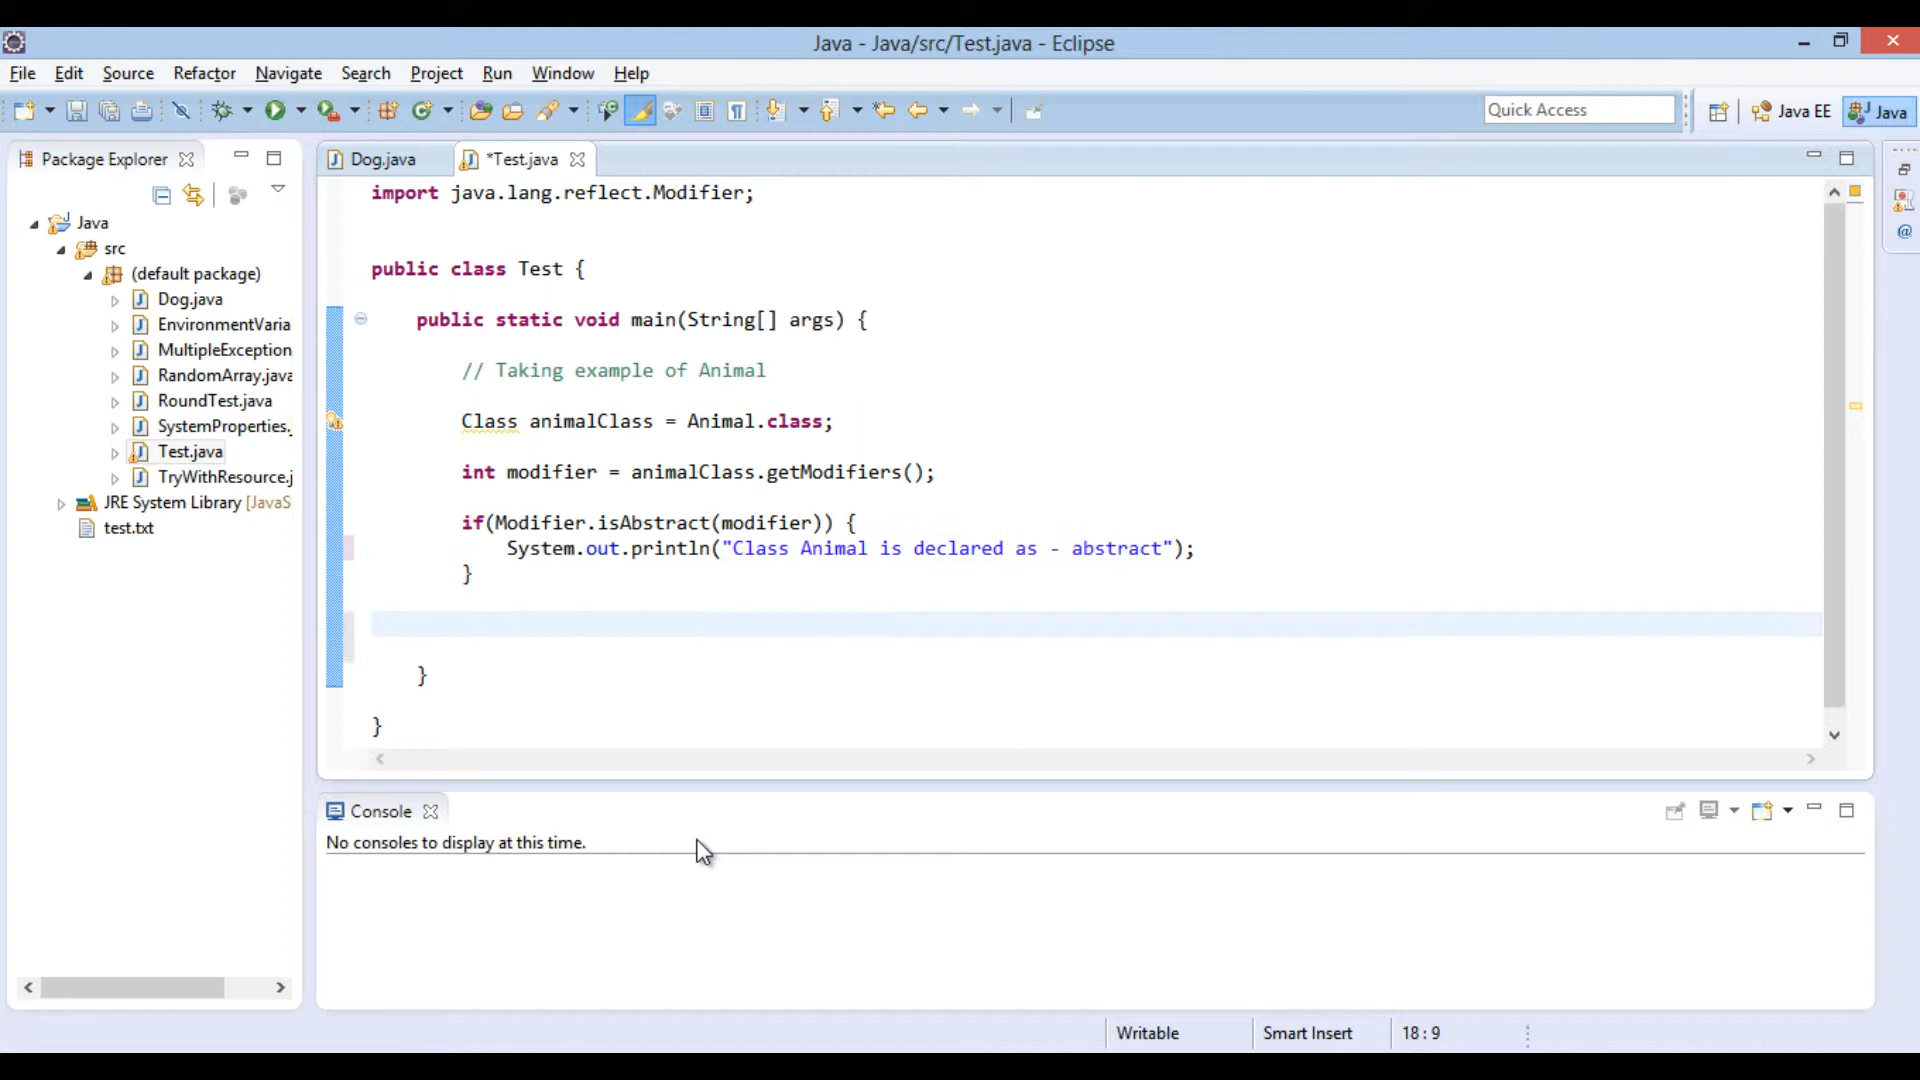 Java - Java/src/Test.java - Eclipse
File Edit Source Refactor Navigate Search Project Run Window Help
Quick Access
Java EE
Java
Package Explorer
Dog.java
*Test.java
Java
src
(default package)
Dog.java
EnvironmentVaria
MultipleException
RandomArray.java
RoundTest.java
SystemProperties.
Test.java
TryWithResource.j
JRE System Library [JavaS
test.txt
import java.lang.reflect.Modifier;
public class Test {
public static void main(String[] args) {
// Taking example of Animal
Class animalClass = Animal.class;
int modifier = animalClass.getModifiers();
if(Modifier.isAbstract(modifier)) {
System.out.println("Class Animal is declared as - abstract");
}
}
}
Console
No consoles to display at this time.
Writable
Smart Insert
18 : 9